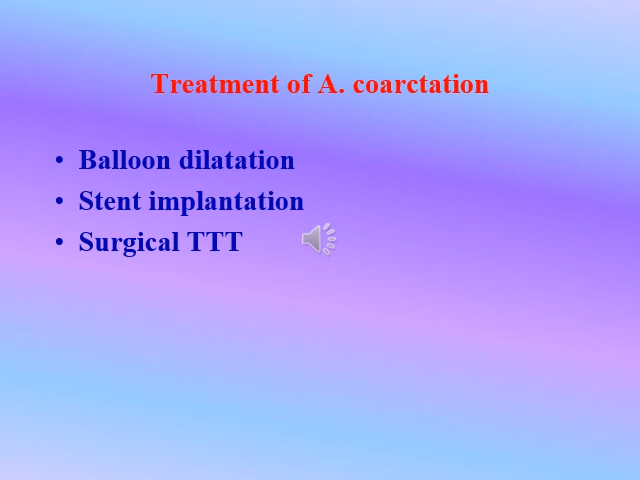 Treatment of A. coarctation
• Balloon dilatation
• Stent implantation
• Surgical TTT